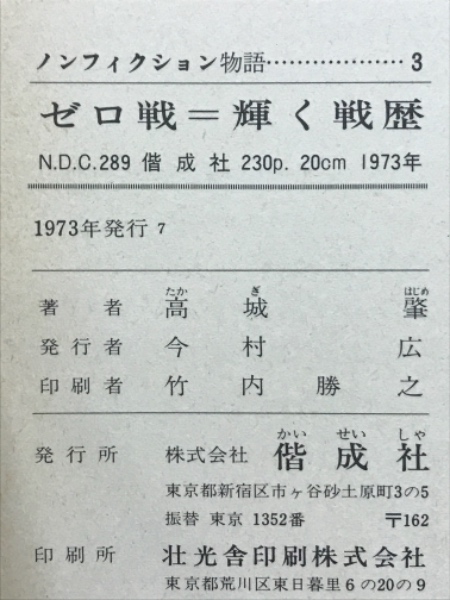 ノンフィクション物語………………3
ゼロ戦＝輝く戦歴
N.D.C.289 偕成社 230p. 20cm 1973年
1973年発行 7
たか ぎ はじめ
著者 高城肇
発行者 今村広
印刷者 竹内勝之
かい せい しゃ
発行所 株式会社 偕成社
東京都新宿区市ヶ谷砂土原町3の5
振替 東京 1352番 〒162
印刷所 壮光舎印刷株式会社
東京都荒川区東日暮里6の20の9